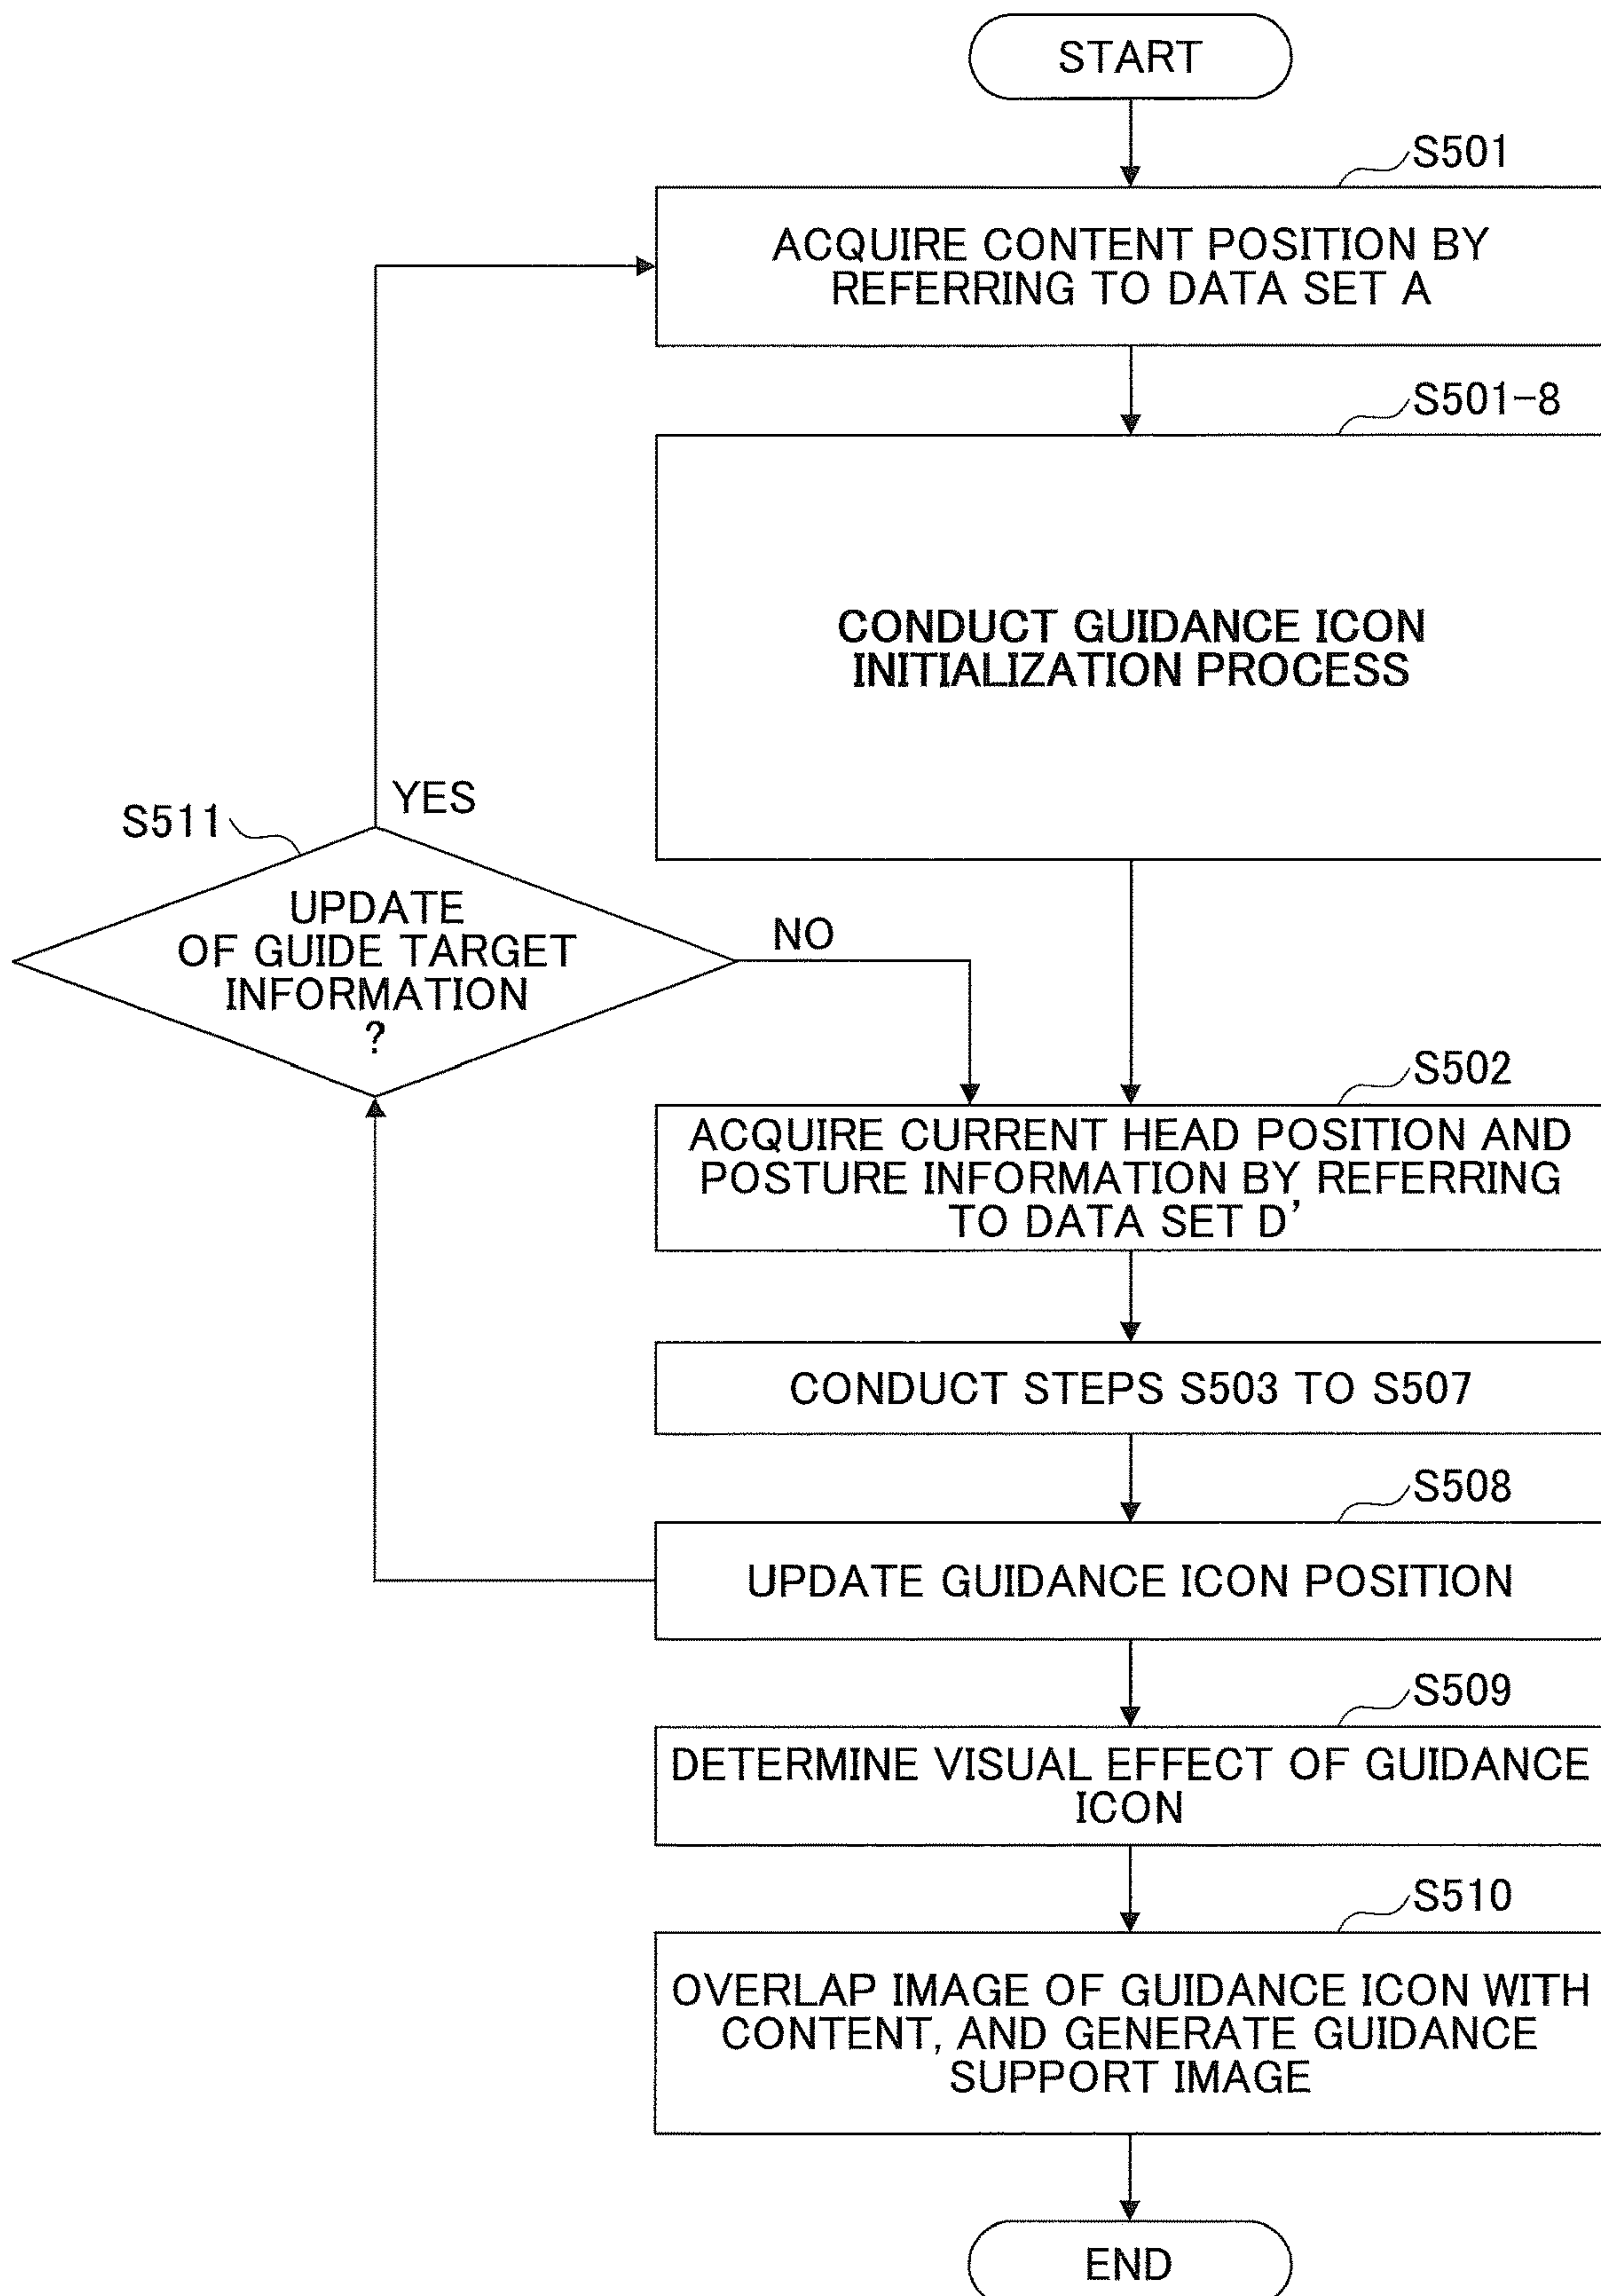 START
S501
ACQUIRE CONTENT POSITION BY
REFERRING TO DATA SET A
S501-8
CONDUCT GUIDANCE ICON
INITIALIZATION PROCESS
YES
S511
UPDATE
OF GUIDE TARGET
INFORMATION
?
NO
S502
ACQUIRE CURRENT HEAD POSITION AND
POSTURE INFORMATION BY REFERRING
TO DATA SET D’
CONDUCT STEPS S503 TO S507
S508
UPDATE GUIDANCE ICON POSITION
S509
DETERMINE VISUAL EFFECT OF GUIDANCE
ICON
S510
OVERLAP IMAGE OF GUIDANCE ICON WITH
CONTENT, AND GENERATE GUIDANCE
SUPPORT IMAGE
END